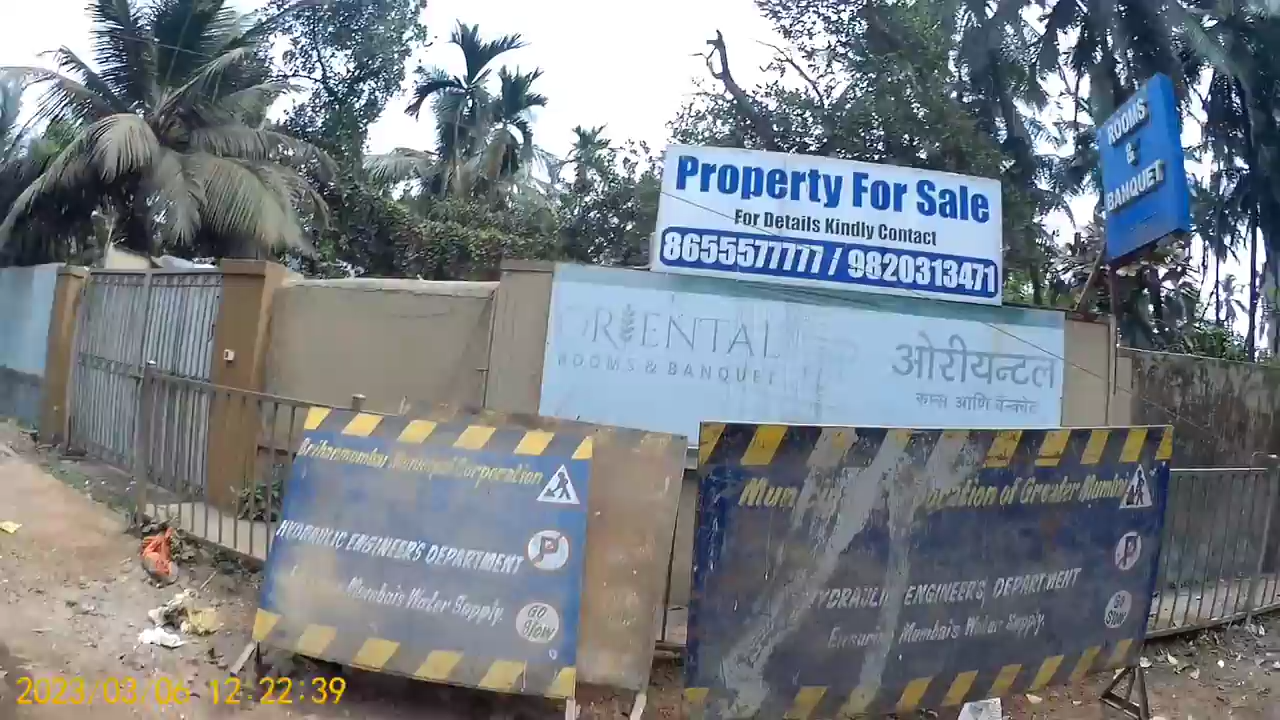 Property For Sale
For Details Kindly Contact
8655577777 / 9820313471
ROOMS
&
BANQUET
ORIENTAL
ROOMS & BANQUET
ओरीयन्टल
रूम्स आणि बॅन्क्वेट
Brihanmumbai Municipal Corporation
HYDRAULIC ENGINEER'S DEPARTMENT
Mumbai's Water Supply.
GO
Slow
ration of Greater Mumbai
HYDRAULIC ENGINEER'S DEPARTMENT
Ensuring Mumbai's Water Supply.
GO
Slow
2023/03/06 12:22:39